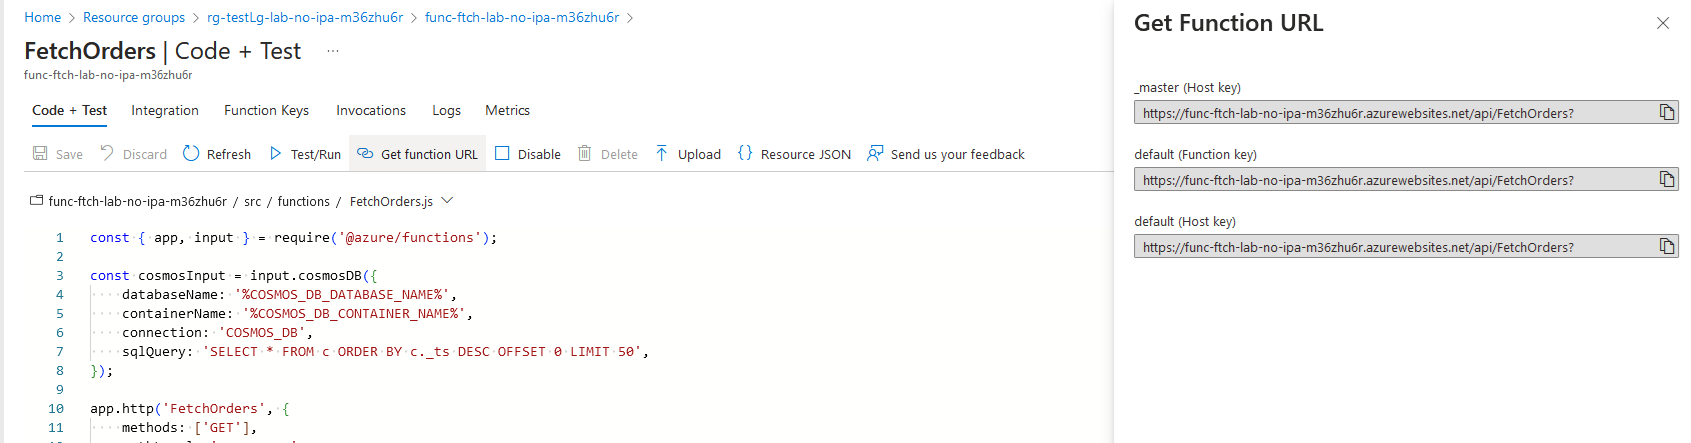 Home > Resource groups > rg-testLg-lab-no-ipa-m36zhu6r > func-ftch-lab-no-ipa-m36zhu6r >
FetchOrders | Code + Test ...
func-ftch-lab-no-ipa-m36zhu6r
Code + Test Integration Function Keys Invocations Logs Metrics
Save Discard Refresh Test/Run Get function URL Disable Delete Upload {} Resource JSON Send us your feedback
func-ftch-lab-no-ipa-m36zhu6r / src / functions / FetchOrders.js
1 const { app, input } = require('@azure/functions');
2
3 const cosmosInput = input.cosmosDB({
4 databaseName: '%COSMOS_DB_DATABASE_NAME%',
5 containerName: '%COSMOS_DB_CONTAINER_NAME%',
6 connection: 'COSMOS_DB',
7 sqlQuery: 'SELECT * FROM c ORDER BY c._ts DESC OFFSET 0 LIMIT 50',
8 });
9
10 app.http('FetchOrders', {
11 methods: ['GET'],
Get Function URL
_master (Host key)
https://func-ftch-lab-no-ipa-m36zhu6r.azurewebsites.net/api/FetchOrders?
default (Function key)
https://func-ftch-lab-no-ipa-m36zhu6r.azurewebsites.net/api/FetchOrders?
default (Host key)
https://func-ftch-lab-no-ipa-m36zhu6r.azurewebsites.net/api/FetchOrders?